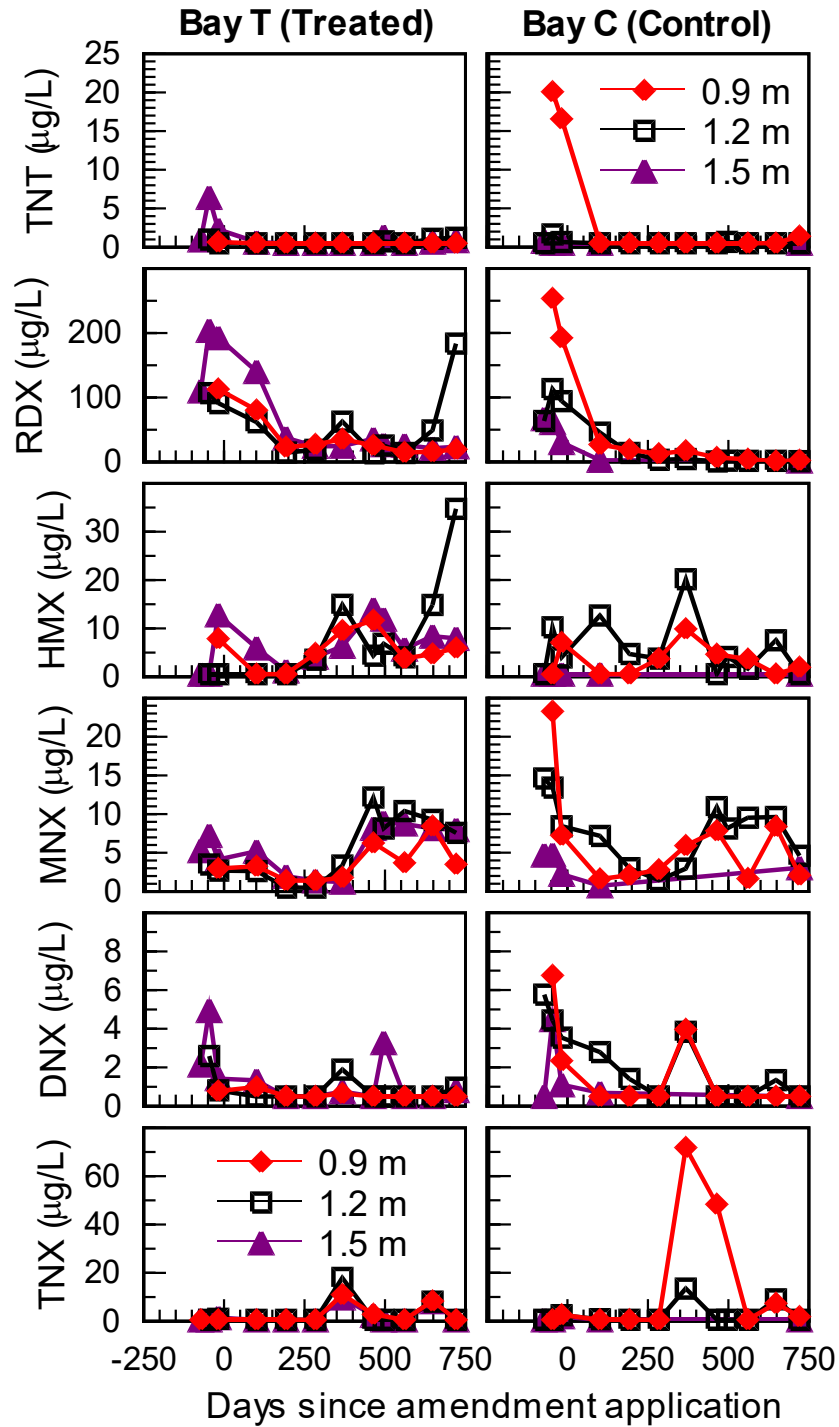 Bay T (Treated) Bay C (Control)
TNT (μg/L)
25
20
15
10
5
0
0.9 m
1.2 m
1.5 m
RDX (μg/L)
200
100
0
HMX (μg/L)
30
20
10
0
MNX (μg/L)
20
15
10
5
0
DNX (μg/L)
8
6
4
2
0
TNX (μg/L)
60
40
20
0
0.9 m
1.2 m
1.5 m
-250 0 250 500 750 0 250 500 750
Days since amendment application